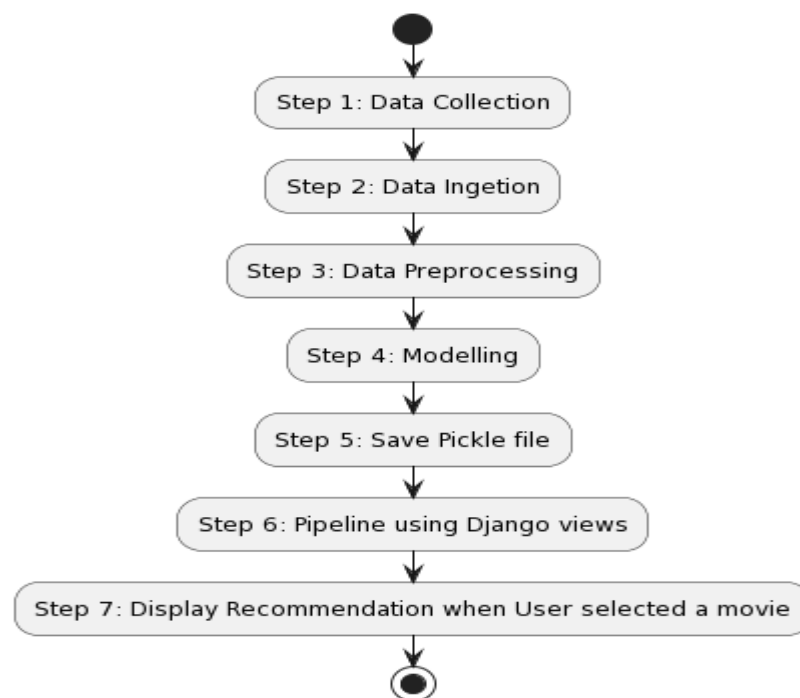 Step 1: Data Collection
Step 2: Data Ingetion
Step 3: Data Preprocessing
Step 4: Modelling
Step 5: Save Pickle file
Step 6: Pipeline using Django views
Step 7: Display Recommendation when User selected a movie